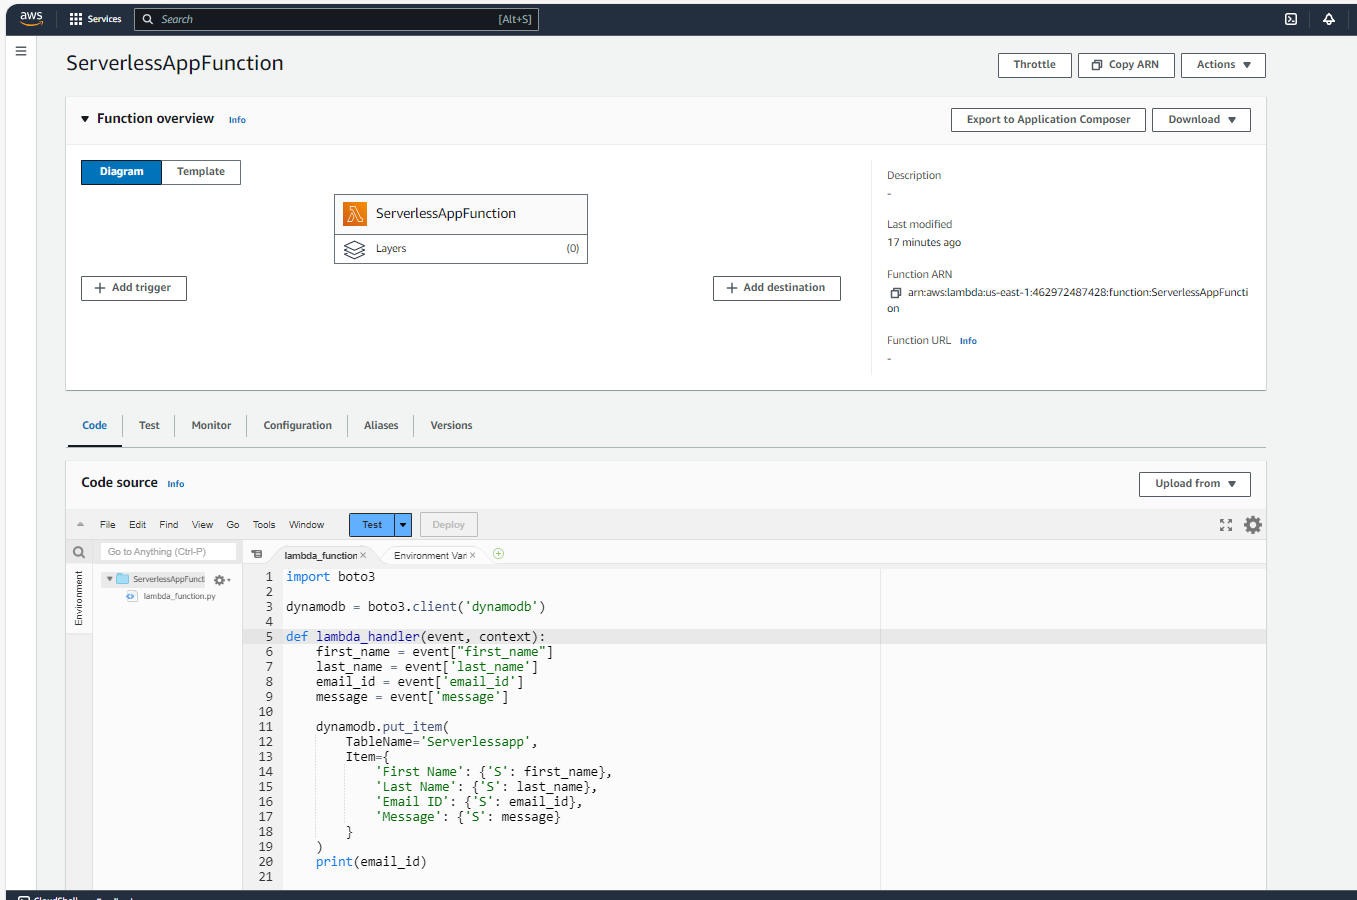 aws Services Search [Alt+S]
ServerlessAppFunction
Throttle Copy ARN Actions
Function overview Info
Export to Application Composer Download
Diagram Template
ServerlessAppFunction
Layers (0)
Add trigger
Add destination
Description
-
Last modified
17 minutes ago
Function ARN
arn:aws:lambda:us-east-1:462972487428:function:ServerlessAppFuncti
on
Function URL Info
-
Code Test Monitor Configuration Aliases Versions
Code source Info
Upload from
File Edit Find View Go Tools Window Test Deploy
Go to Anything (Ctrl-P)
lambda_function Environment Var
Environment
ServerlessAppFunct
lambda_function.py
1 import boto3
2
3 dynamodb = boto3.client('dynamodb')
4
5 def lambda_handler(event, context):
6 first_name = event["first_name"]
7 last_name = event['last_name']
8 email_id = event['email_id']
9 message = event['message']
10
11 dynamodb.put_item(
12 TableName='Serverlessapp',
13 Item={
14 'First Name': {'S': first_name},
15 'Last Name': {'S': last_name},
16 'Email ID': {'S': email_id},
17 'Message': {'S': message}
18 }
19 )
20 print(email_id)
21
CloudShell